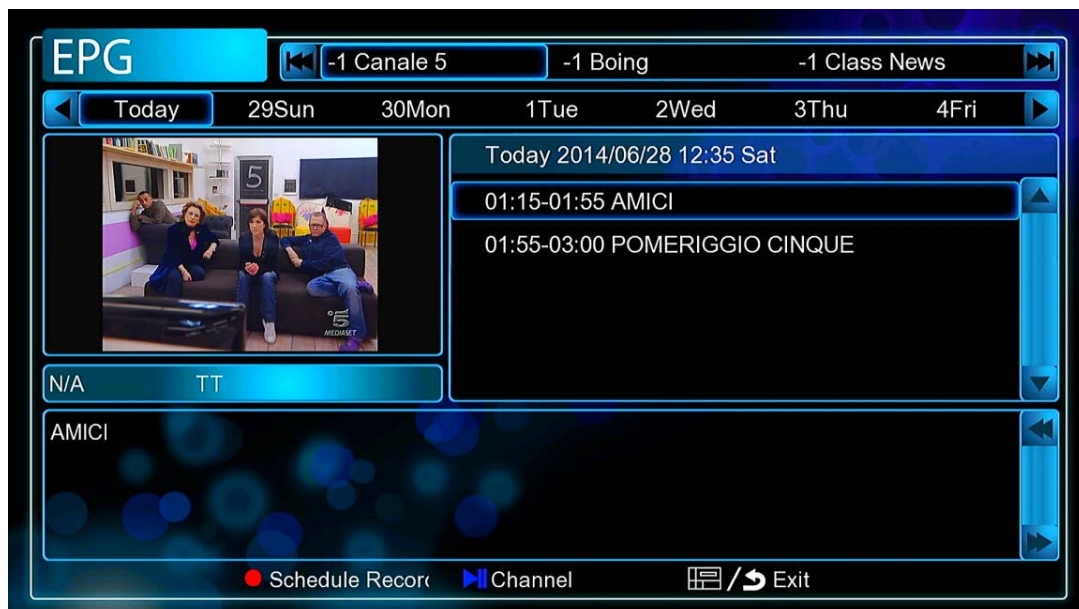 EPG
-1 Canale 5 -1 Boing -1 Class News
Today 29Sun 30Mon 1Tue 2Wed 3Thu 4Fri
5
5
MEDIASET
Today 2014/06/28 12:35 Sat
01:15-01:55 AMICI
01:55-03:00 POMERIGGIO CINQUE
N/A TT
AMICI
Schedule Recor Channel / Exit